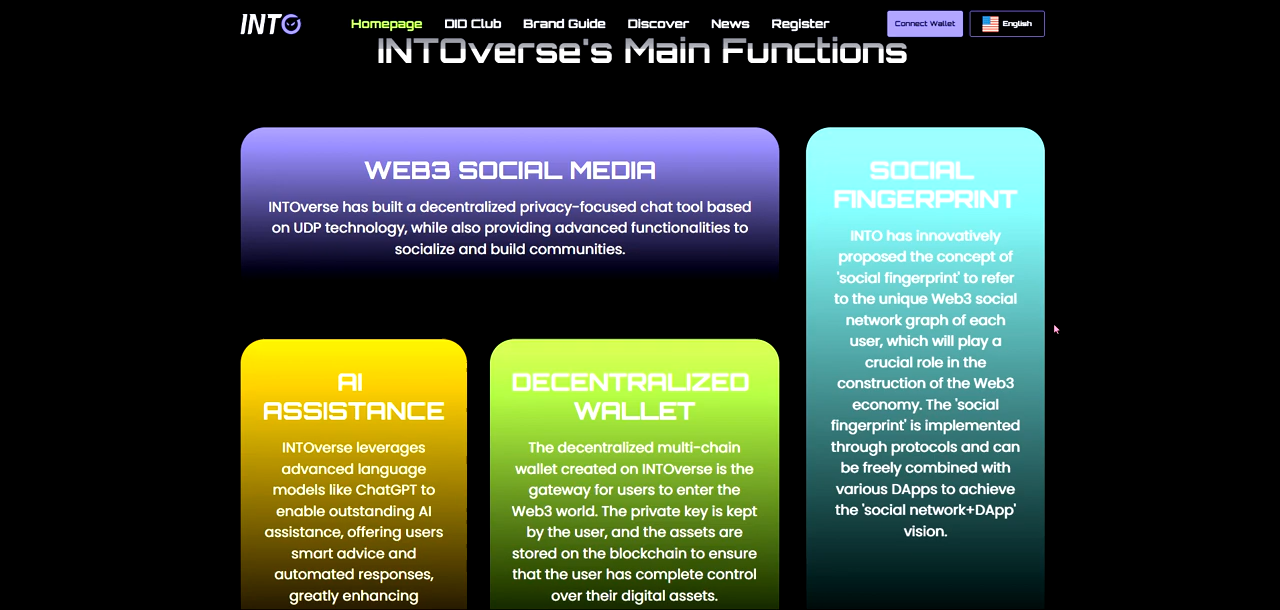 INTO
Homepage
DID Club
Brand Guide
Discover
News
Register
Connect Wallet
English
INTOverse's Main Functions
WEB3 SOCIAL MEDIA
INTOverse has built a decentralized privacy-focused chat tool based
on UDP technology, while also providing advanced functionalities to
socialize and build communities.
SOCIAL
FINGERPRINT
INTO has innovatively
proposed the concept of
'social fingerprint' to refer
to the unique Web3 social
network graph of each
user, which will play a
crucial role in the
construction of the Web3
economy. The 'social
fingerprint' is implemented
through protocols and can
be freely combined with
various DApps to achieve
the 'social network+DApp'
vision.
AI
ASSISTANCE
INTOverse leverages
advanced language
models like ChatGPT to
enable outstanding AI
assistance, offering users
smart advice and
automated responses,
greatly enhancing
DECENTRALIZED
WALLET
The decentralized multi-chain
wallet created on INTOverse is the
gateway for users to enter the
Web3 world. The private key is kept
by the user, and the assets are
stored on the blockchain to ensure
that the user has complete control
over their digital assets.